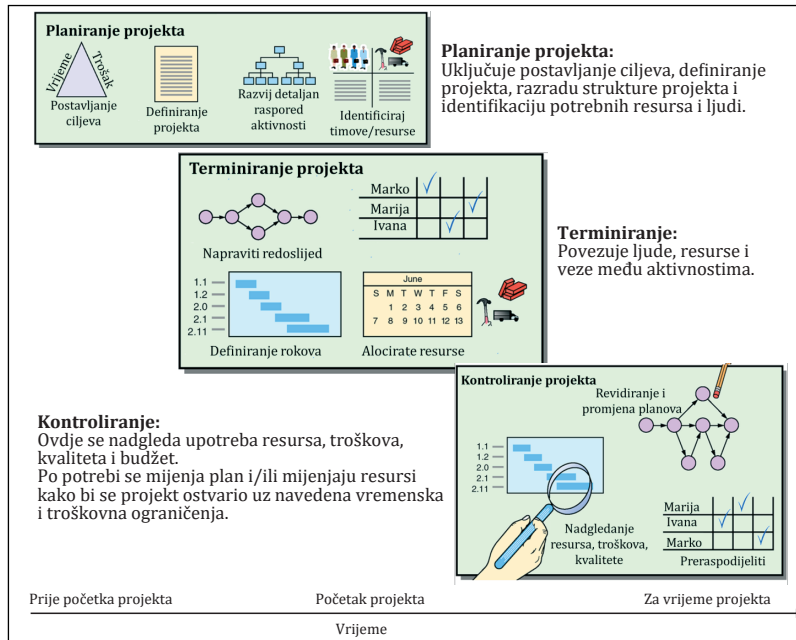 Planiranje projekta
Vrijeme
Trošak
Postavljanje
ciljeva
Definiranje
projekta
Razvij detaljan
raspored
aktivnosti
Identificiraj
timove/resurse
Planiranje projekta:
Uključuje postavljanje ciljeva, definiranje
projekta, razradu strukture projekta i
identifikaciju potrebnih resursa i ljudi.
Terminiranje projekta
Napraviti redoslijed
Marko
Marija
Ivana
1.1
1.2
2.0
2.1
2.11
Definiranje rokova
June
S M T W T F S
1 2 3 4 5 6
7 8 9 10 11 12 13
Alocirate resurse
Terminiranje:
Povezuje ljude, resurse i
veze među aktivnostima.
Kontroliranje projekta
Revidiranje i
promjena planova
1.1
1.2
2.0
2.1
2.11
Nadgledanje
resursa, troškova,
kvalitete
Marija
Ivana
Marko
Preraspodijeliti
Kontroliranje:
Ovdje se nadgleda upotreba resursa, troškova,
kvaliteta i budžet.
Po potrebi se mijenja plan i/ili mijenjaju resursi
kako bi se projekt ostvario uz navedena vremenska
i troškovna ograničenja.
Prije početka projekta
Početak projekta
Za vrijeme projekta
Vrijeme